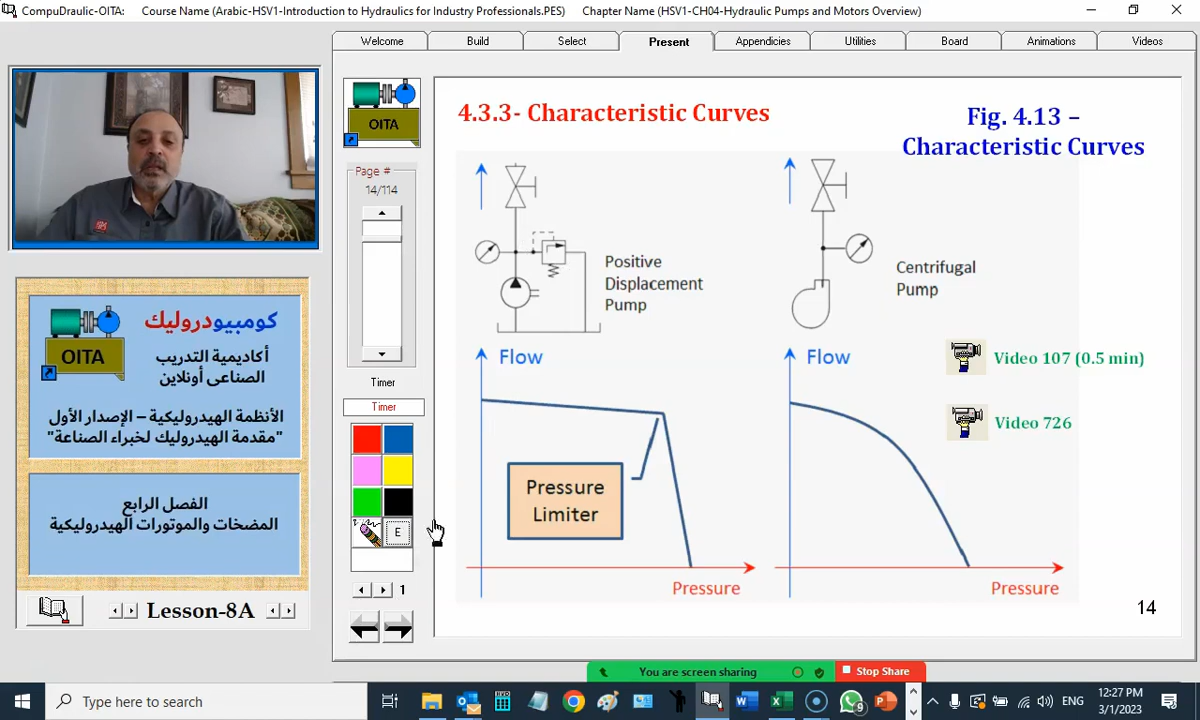 CompuDraulic-OITA: Course Name (Arabic-HSV1-Introduction to Hydraulics for Industry Professionals.PES) Chapter Name (HSV1-CH04-Hydraulic Pumps and Motors Overview)
Welcome Build Select Present Appendicies Utilities Board Animations Videos
OITA
Page #
14/114
Timer
Timer
E
1
كومبيودروليك
OITA
أكاديمية التدريب
الصناعى أونلاين
الأنظمة الهيدروليكية – الإصدار الأول
"مقدمة الهيدروليك لخبراء الصناعة"
الفصل الرابع
المضخات والموتورات الهيدروليكية
Lesson-8A
4.3.3- Characteristic Curves
Fig. 4.13 –
Characteristic Curves
Positive
Displacement
Pump
Centrifugal
Pump
Flow
Flow
Video 107 (0.5 min)
Video 726
Pressure
Limiter
Pressure
Pressure
14
You are screen sharing
Stop Share
Type here to search
9
ENG
12:27 PM
3/1/2023